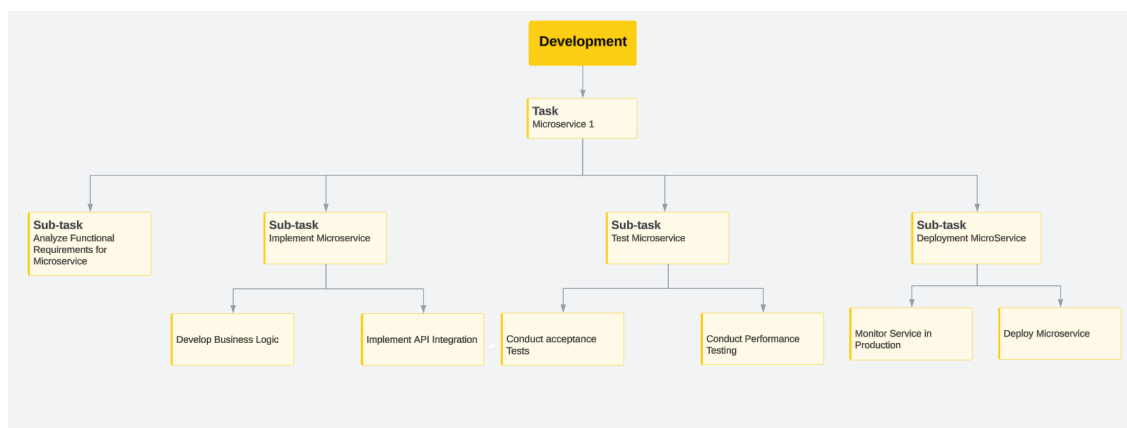 Development
Task
Microservice 1
Sub-task
Analyze Functional
Requirements for
Microservice
Sub-task
Implement Microservice
Sub-task
Test Microservice
Sub-task
Deployment MicroService
Develop Business Logic
Implement API Integration
Conduct acceptance
Tests
Conduct Performance
Testing
Monitor Service in
Production
Deploy Microservice